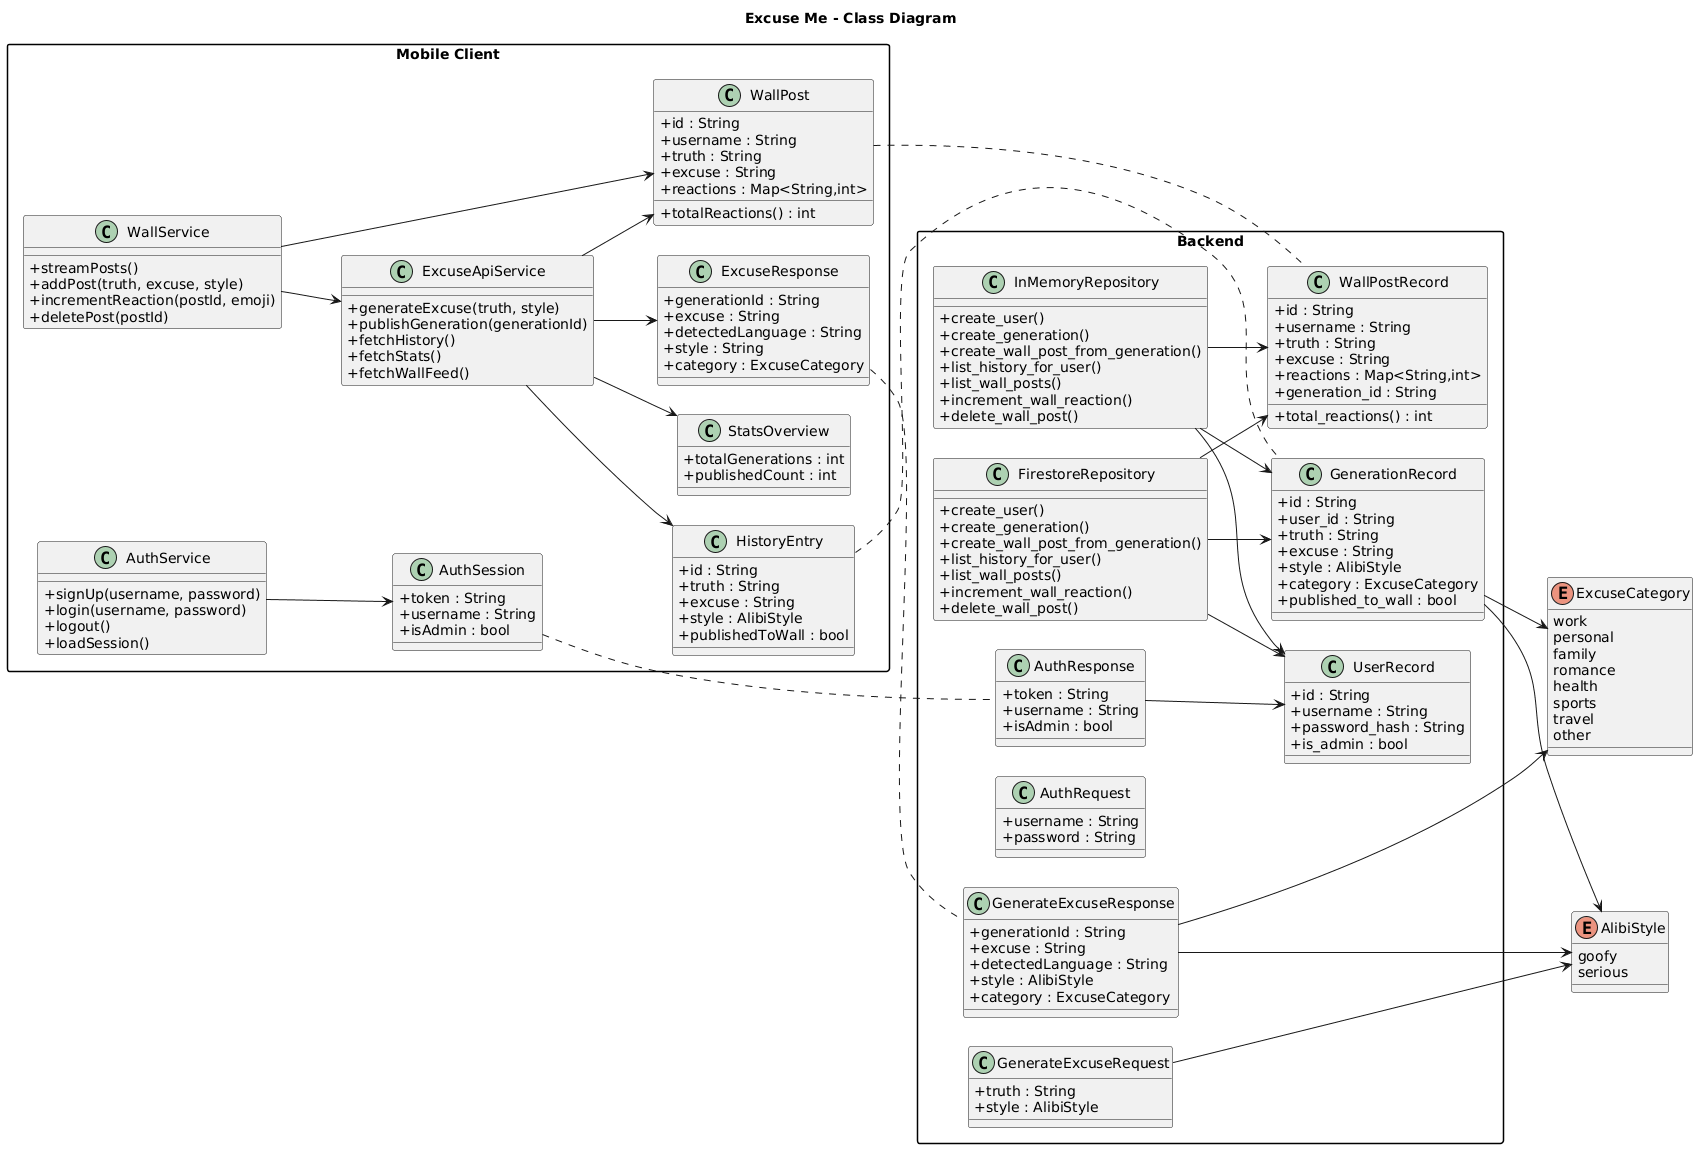 Excuse Me - Class Diagram
Mobile Client
C WallPost
+id : String
+username : String
+truth : String
+excuse : String
+reactions : Map<String,int>
+totalReactions() : int
C WallService
+streamPosts()
+addPost(truth, excuse, style)
+incrementReaction(postId, emoji)
+deletePost(postId)
C ExcuseApiService
+generateExcuse(truth, style)
+publishGeneration(generationId)
+fetchHistory()
+fetchStats()
+fetchWallFeed()
C ExcuseResponse
+generationId : String
+excuse : String
+detectedLanguage : String
+style : String
+category : ExcuseCategory
C StatsOverview
+totalGenerations : int
+publishedCount : int
C HistoryEntry
+id : String
+truth : String
+excuse : String
+style : AlibiStyle
+publishedToWall : bool
C AuthService
+signUp(username, password)
+login(username, password)
+logout()
+loadSession()
C AuthSession
+token : String
+username : String
+isAdmin : bool
Backend
C InMemoryRepository
+create_user()
+create_generation()
+create_wall_post_from_generation()
+list_history_for_user()
+list_wall_posts()
+increment_wall_reaction()
+delete_wall_post()
C WallPostRecord
+id : String
+username : String
+truth : String
+excuse : String
+reactions : Map<String,int>
+generation_id : String
+total_reactions() : int
C FirestoreRepository
+create_user()
+create_generation()
+create_wall_post_from_generation()
+list_history_for_user()
+list_wall_posts()
+increment_wall_reaction()
+delete_wall_post()
C GenerationRecord
+id : String
+user_id : String
+truth : String
+excuse : String
+style : AlibiStyle
+category : ExcuseCategory
+published_to_wall : bool
C AuthResponse
+token : String
+username : String
+isAdmin : bool
C UserRecord
+id : String
+username : String
+password_hash : String
+is_admin : bool
C AuthRequest
+username : String
+password : String
C GenerateExcuseResponse
+generationId : String
+excuse : String
+detectedLanguage : String
+style : AlibiStyle
+category : ExcuseCategory
C GenerateExcuseRequest
+truth : String
+style : AlibiStyle
E ExcuseCategory
work
personal
family
romance
health
sports
travel
other
E AlibiStyle
goofy
serious